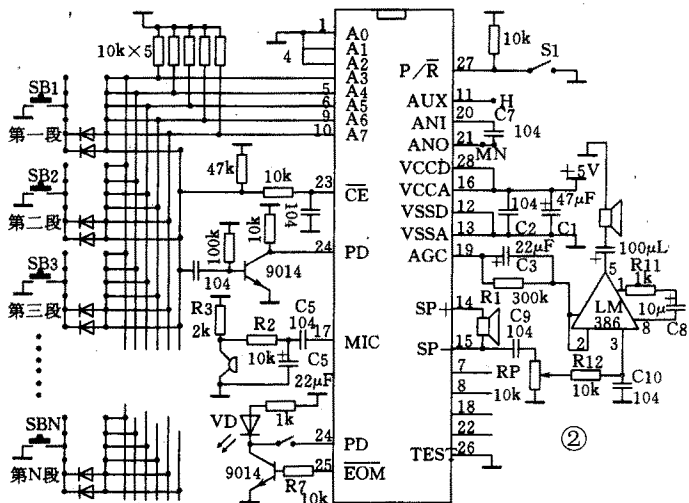 10k×5
1
4
5
6
9
10
A0
A1
A2
A3
A4
A5
A6
A7
SB1
第一段
SB2
第二段
SB3
第三段
SBN
第N段
47k
10k
23
CE
104
100k
10k
24
PD
104
9014
R3
2k
R2
10k
C5
104
17
MIC
C5
22μF
VD
1k
24
PD
9014
R7
10k
25
EOM
10k
P/R
27
S1
AUX
11
H
ANI
20
C7
104
ANO
21
MN
VCCD
28
VCCA
16
+5V
104
47μF
VSSD
12
VSSA
13
C2
C1
AGC
19
22μF
C3
300k
SP+
14
R1
SP-
15
C9
104
RP
10k
7
8
18
22
TEST
26
R12
10k
C10
104
100μL
5
LM
386
1
R11
1k
10μ
8
C8
2
3
②